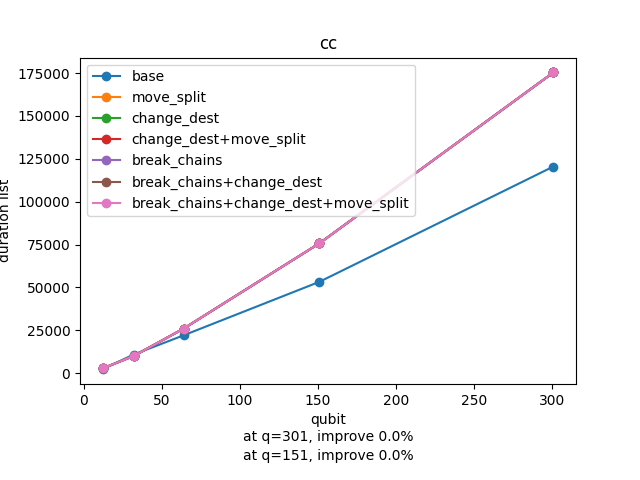 cc
175000
150000
125000
100000
75000
50000
25000
0
duration list
base
move_split
change_dest
change_dest+move_split
break_chains
break_chains+change_dest
break_chains+change_dest+move_split
0 50 100 150 200 250 300
qubit
at q=301, improve 0.0%
at q=151, improve 0.0%